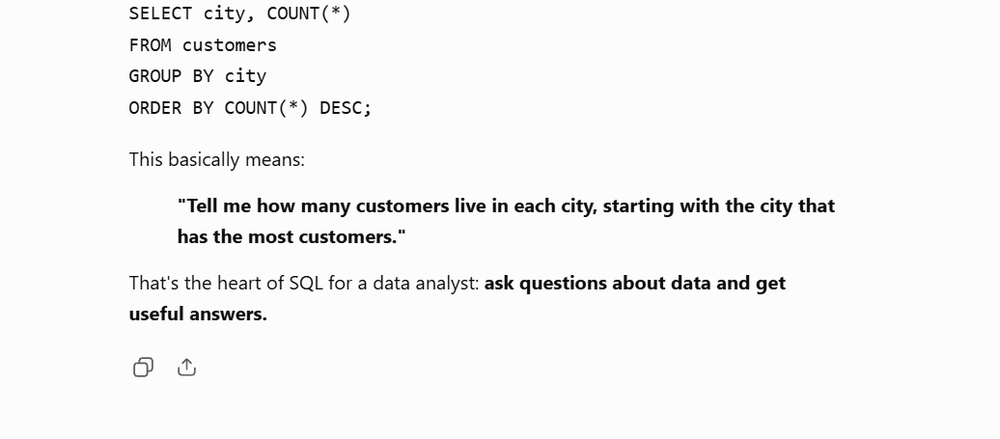 SELECT city, COUNT(*)
FROM customers
GROUP BY city
ORDER BY COUNT(*) DESC;
This basically means:
"Tell me how many customers live in each city, starting with the city that
has the most customers."
That's the heart of SQL for a data analyst: ask questions about data and get
useful answers.